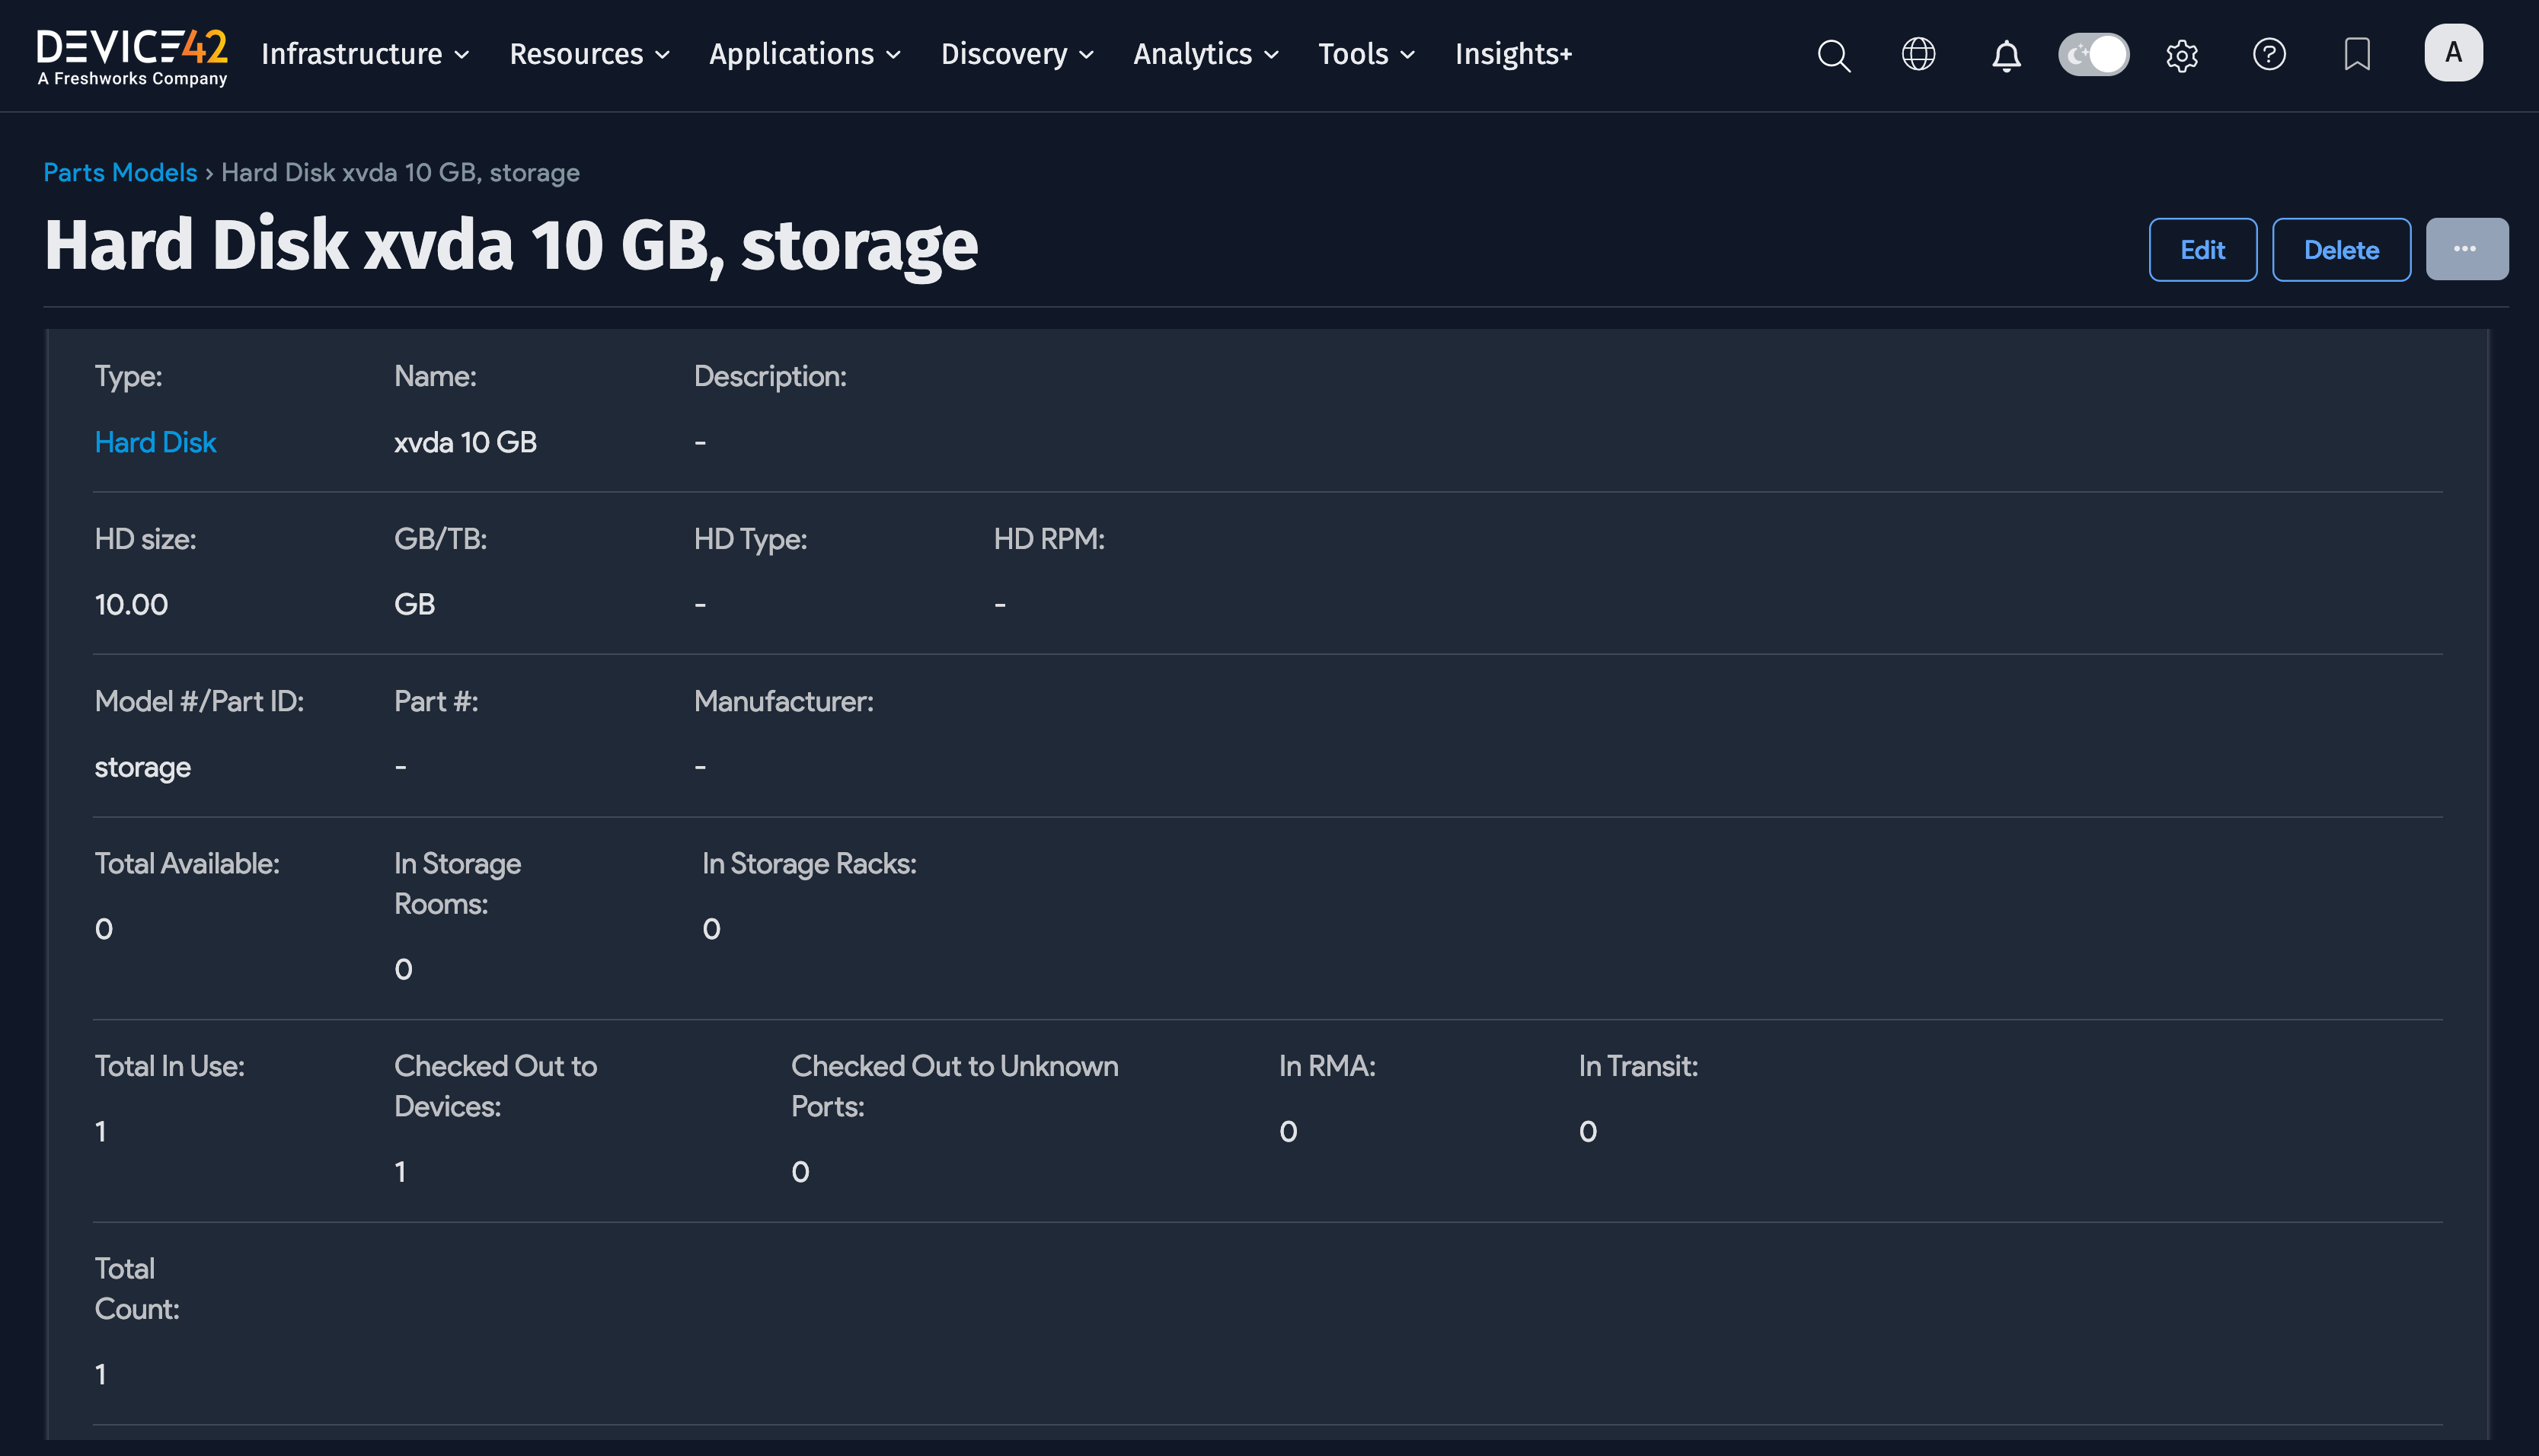 DEVICE42
A Freshworks Company
Infrastructure Resources Applications Discovery Analytics Tools Insights+
A
Parts Models › Hard Disk xvda 10 GB, storage
Hard Disk xvda 10 GB, storage
Edit Delete ...
Type: Name: Description:
Hard Disk xvda 10 GB -
HD size: GB/TB: HD Type: HD RPM:
10.00 GB - -
Model #/Part ID: Part #: Manufacturer:
storage - -
Total Available: In Storage Rooms: In Storage Racks:
0 0 0
Total In Use: Checked Out to Devices: Checked Out to Unknown Ports: In RMA: In Transit:
1 1 0 0 0
Total
Count:
1